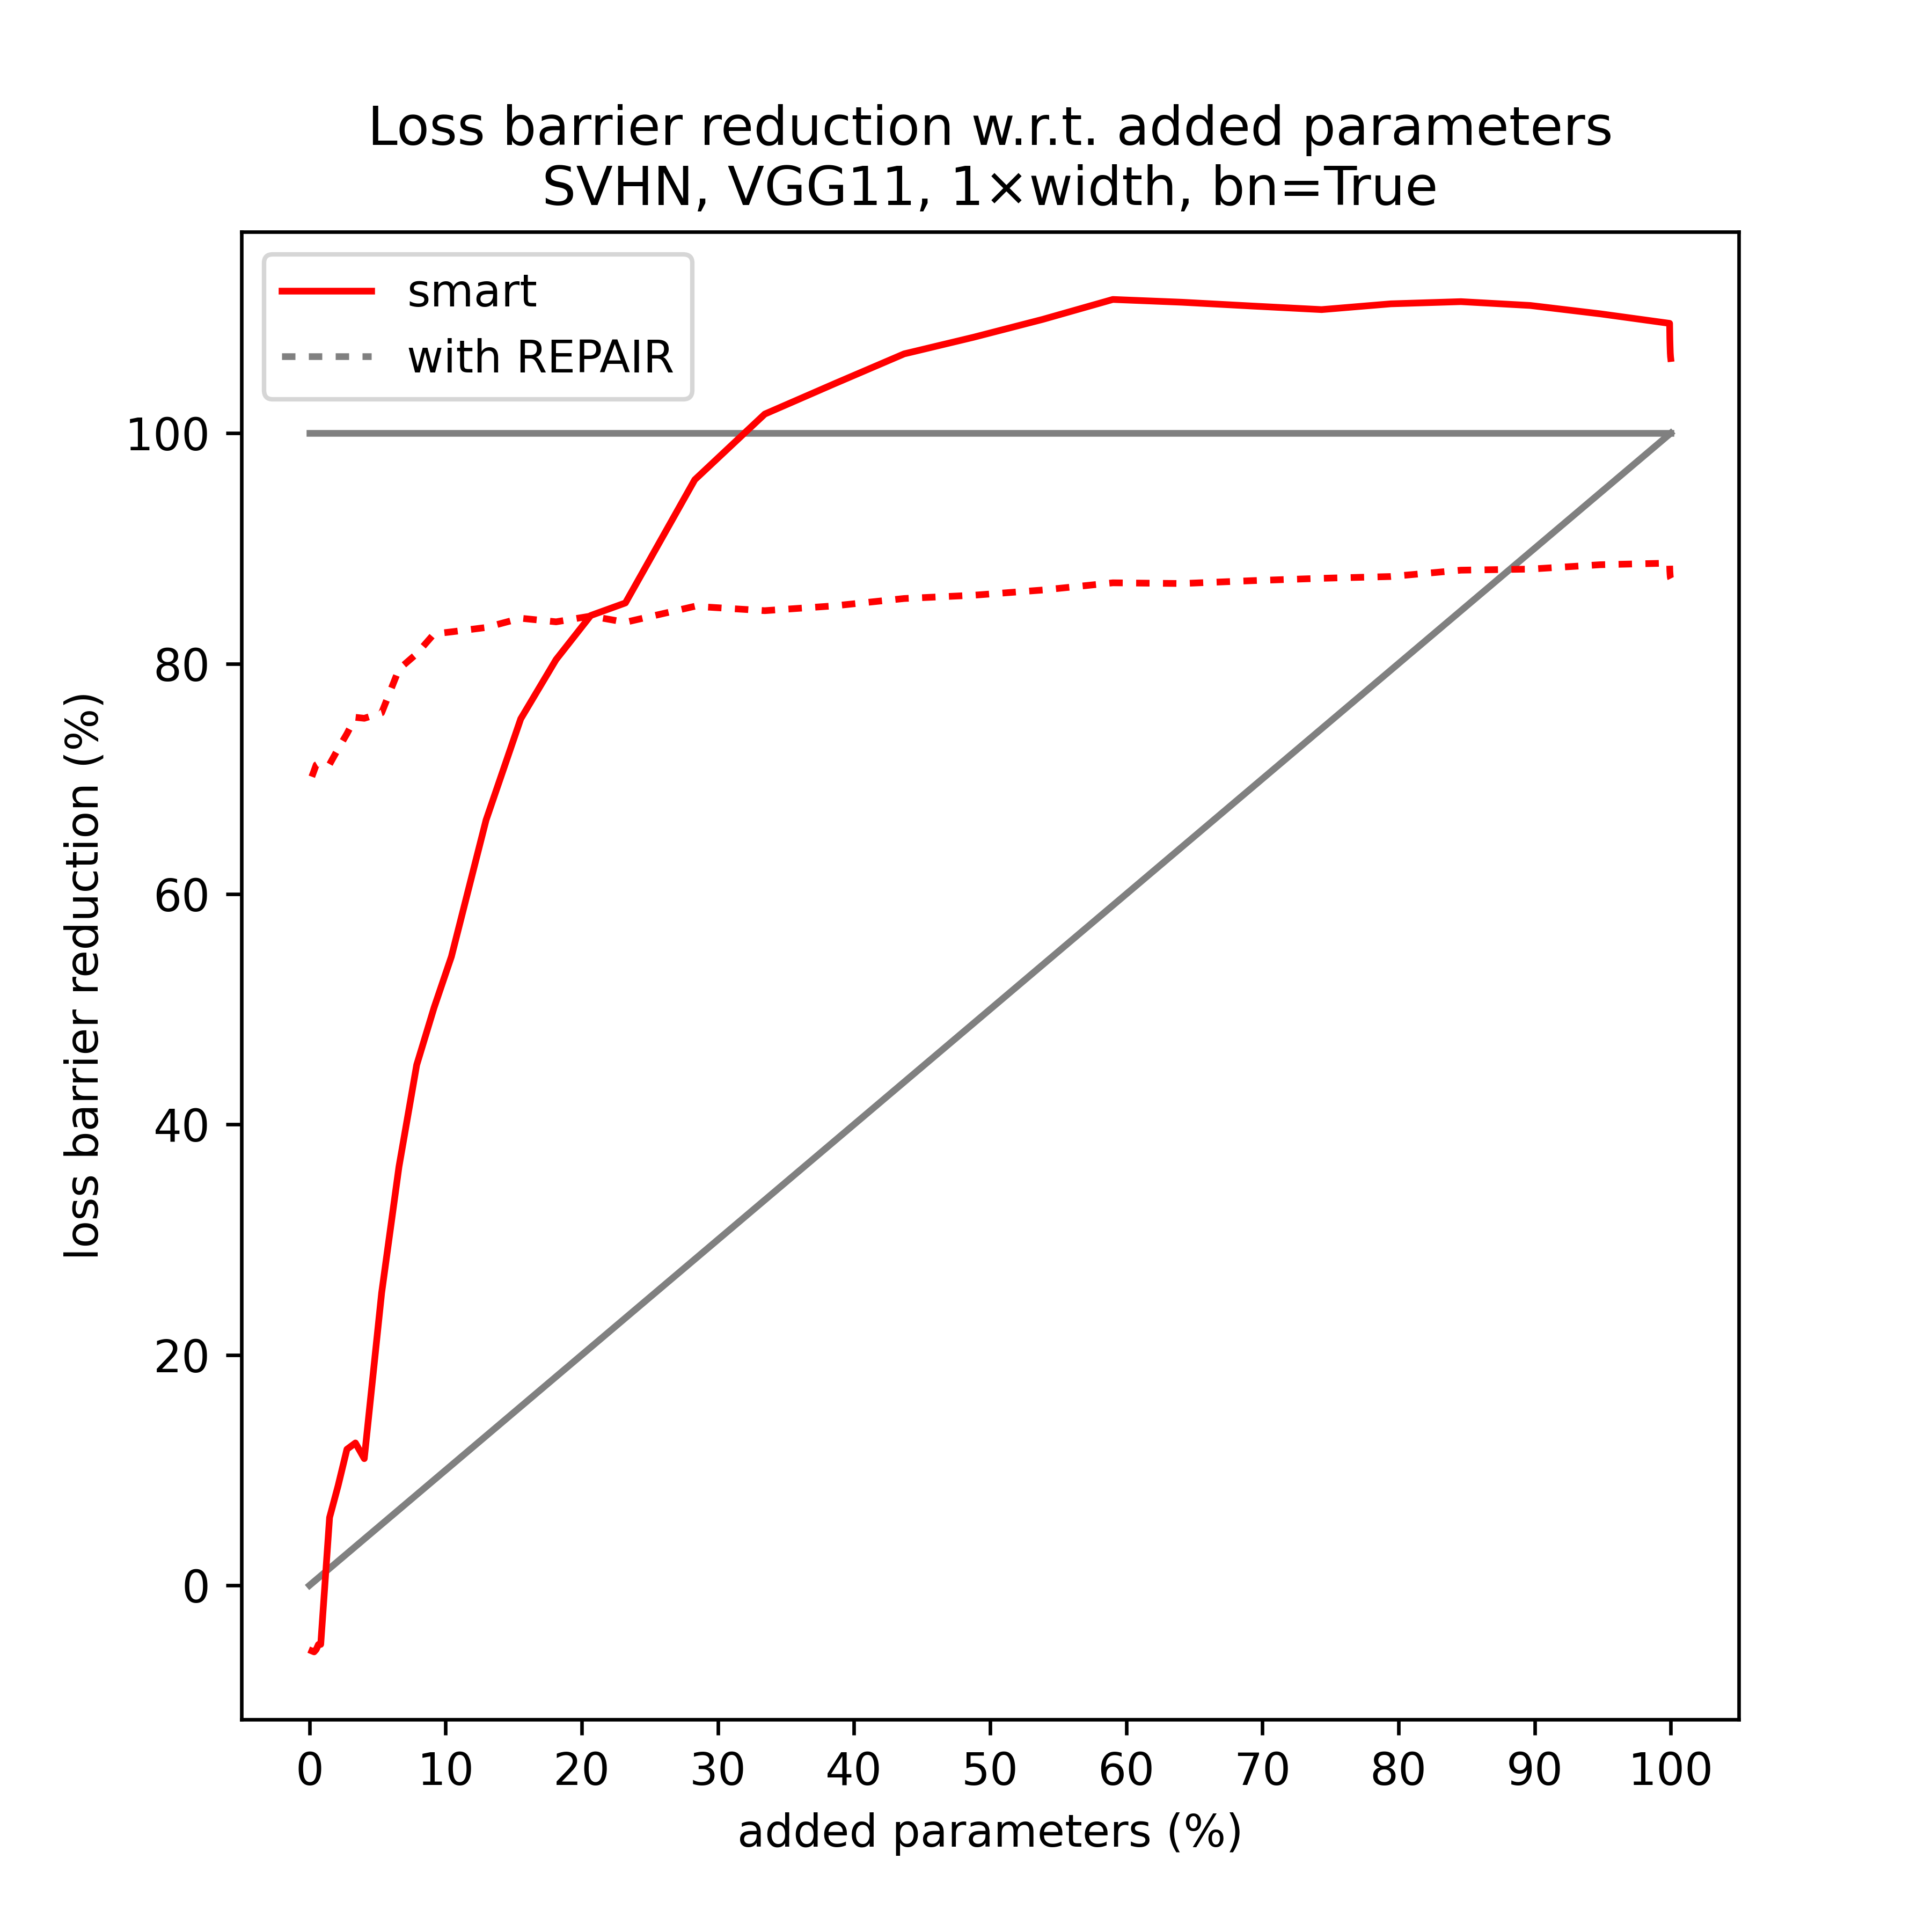 Loss barrier reduction w.r.t. added parameters
SVHN, VGG11, 1×width, bn=True
smart
with REPAIR
loss barrier reduction (%)
100
80
60
40
20
0
0 10 20 30 40 50 60 70 80 90 100
added parameters (%)